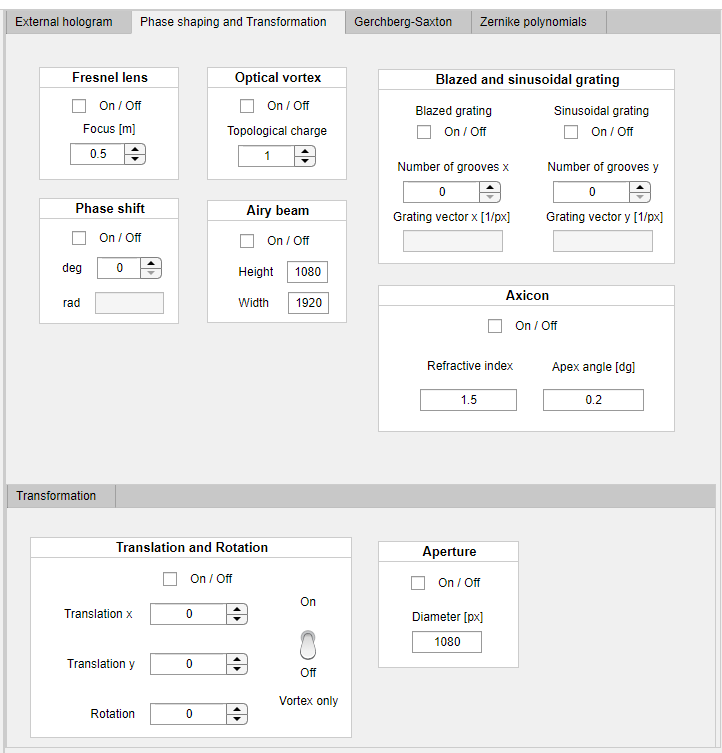 External hologram
Phase shaping and Transformation
Gerchberg-Saxton
Zernike polynomials
Fresnel lens
On / Off
Focus [m]
0.5
Optical vortex
On / Off
Topological charge
1
Blazed and sinusoidal grating
Blazed grating
Sinusoidal grating
On / Off
On / Off
Number of grooves x
Number of grooves y
0
0
Grating vector x [1/px]
Grating vector y [1/px]
Phase shift
On / Off
deg
0
rad
Airy beam
On / Off
Height
1080
Width
1920
Axicon
On / Off
Refractive index
Apex angle [dg]
1.5
0.2
Transformation
Translation and Rotation
On / Off
Translation x
0
Translation y
0
Rotation
0
On
Off
Vortex only
Aperture
On / Off
Diameter [px]
1080